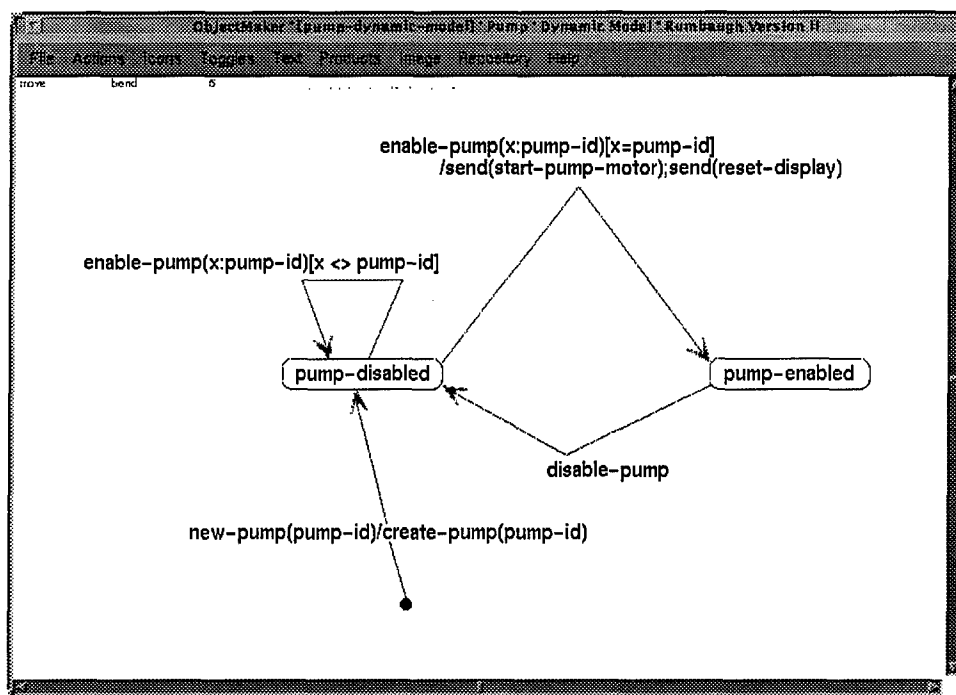 ObjectMaker*[pump-dynamic-model]*Pump*Dynamic Model*Rumbaugh Version II
File Actions Icons Toggles Text Products Image Repository Help
move bend 6
enable-pump(x:pump-id)[x=pump-id]
/send(start-pump-motor);send(reset-display)
enable-pump(x:pump-id)[x <> pump-id]
pump-disabled
pump-enabled
disable-pump
new-pump(pump-id)/create-pump(pump-id)